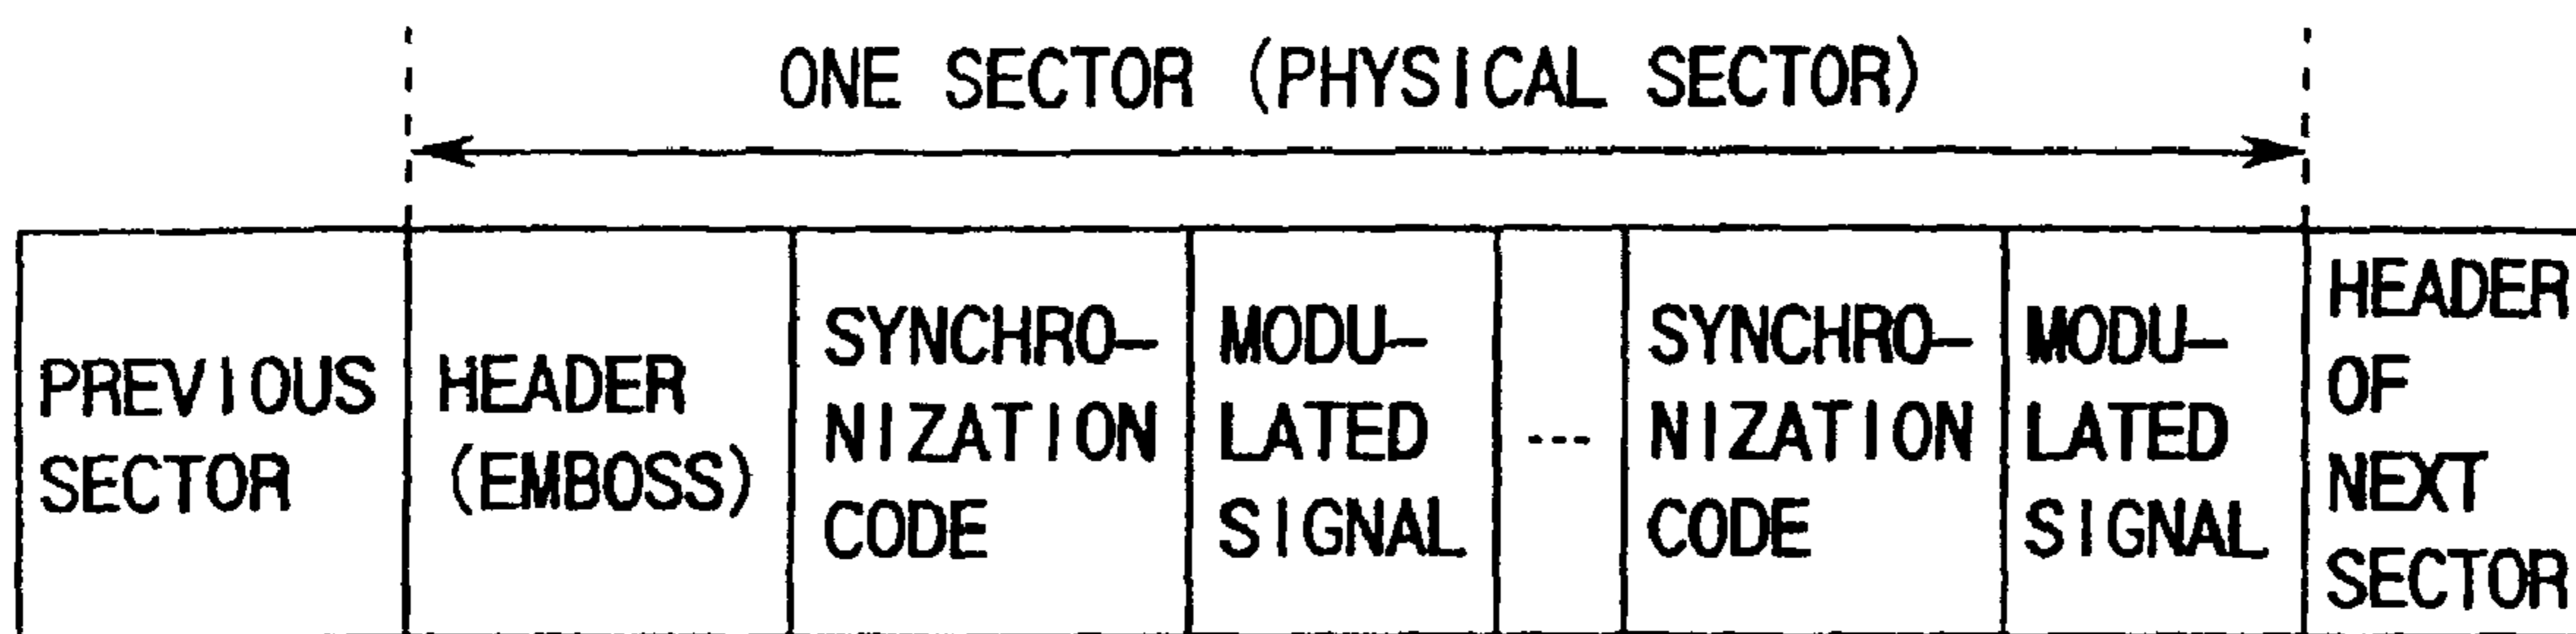 ONE SECTOR (PHYSICAL SECTOR)
PREVIOUS
SECTOR
HEADER
(EMBOSS)
SYNCHRO-
NIZATION
CODE
MODU-
LATED
SIGNAL
---
SYNCHRO-
NIZATION
CODE
MODU-
LATED
SIGNAL
HEADER
OF
NEXT
SECTOR